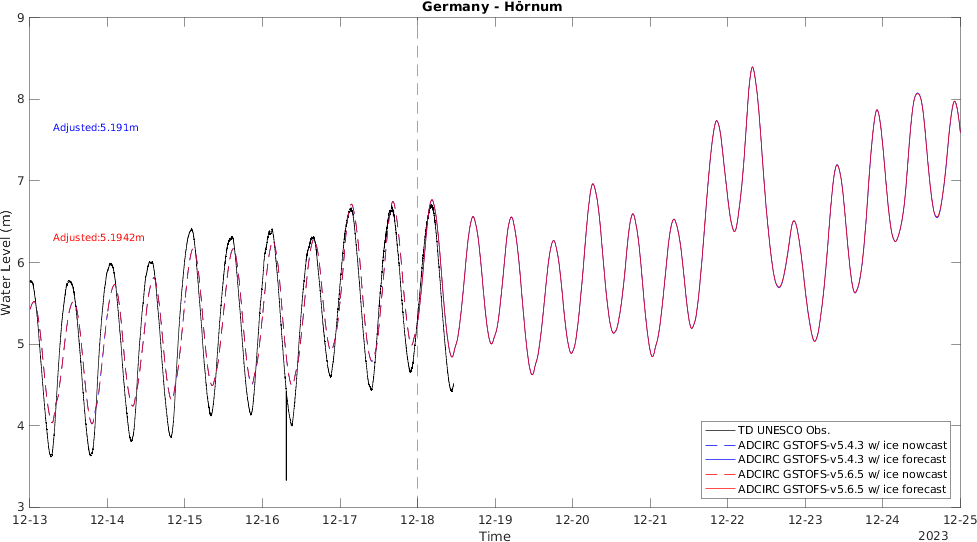 Germany - Hörnum
9
8
7
6
5
4
3
Water Level (m)
Adjusted:5.191m
Adjusted:5.1942m
TD UNESCO Obs.
ADCIRC GSTOFS-v5.4.3 w/ ice nowcast
ADCIRC GSTOFS-v5.4.3 w/ ice forecast
ADCIRC GSTOFS-v5.6.5 w/ ice nowcast
ADCIRC GSTOFS-v5.6.5 w/ ice forecast
12-13 12-14 12-15 12-16 12-17 12-18 12-19 12-20 12-21 12-22 12-23 12-24 12-25
Time
2023